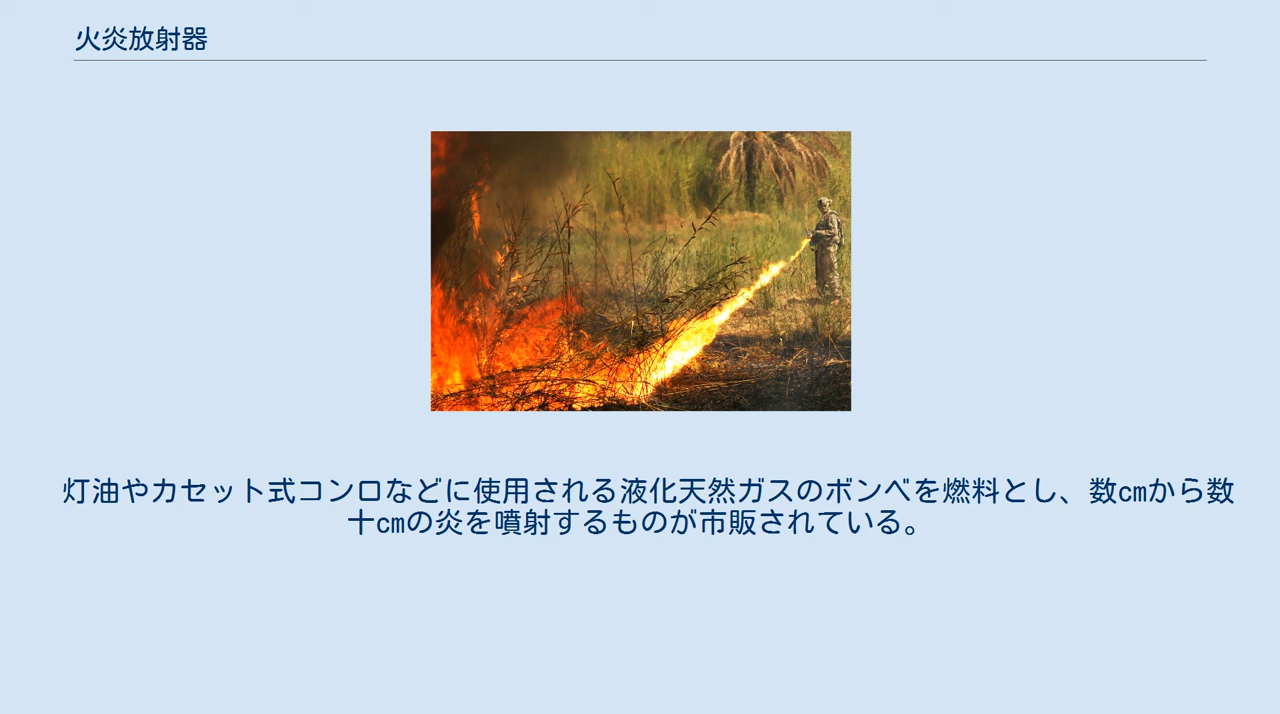 火炎放射器
灯油やカセット式コンロなどに使用される液化天然ガスのボンベを燃料とし、数cmから数
十cmの炎を噴射するものが市販されている。